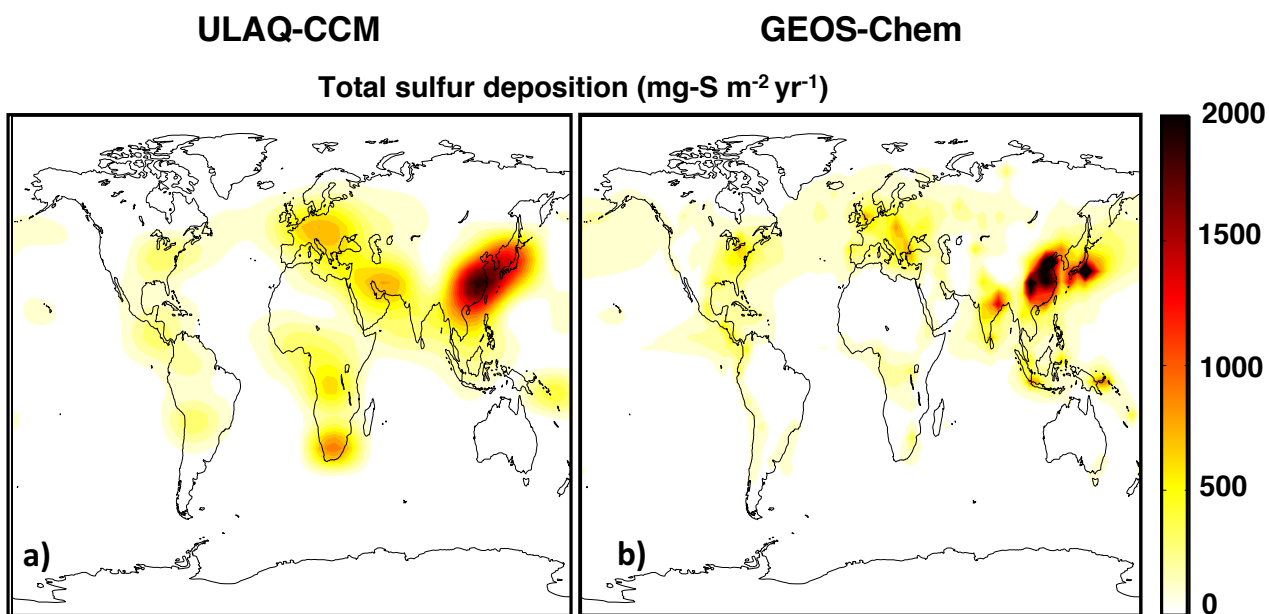 ULAQ-CCM GEOS-Chem
Total sulfur deposition (mg-S m⁻² yr⁻¹)
2000
1500
1000
500
0
a) b)